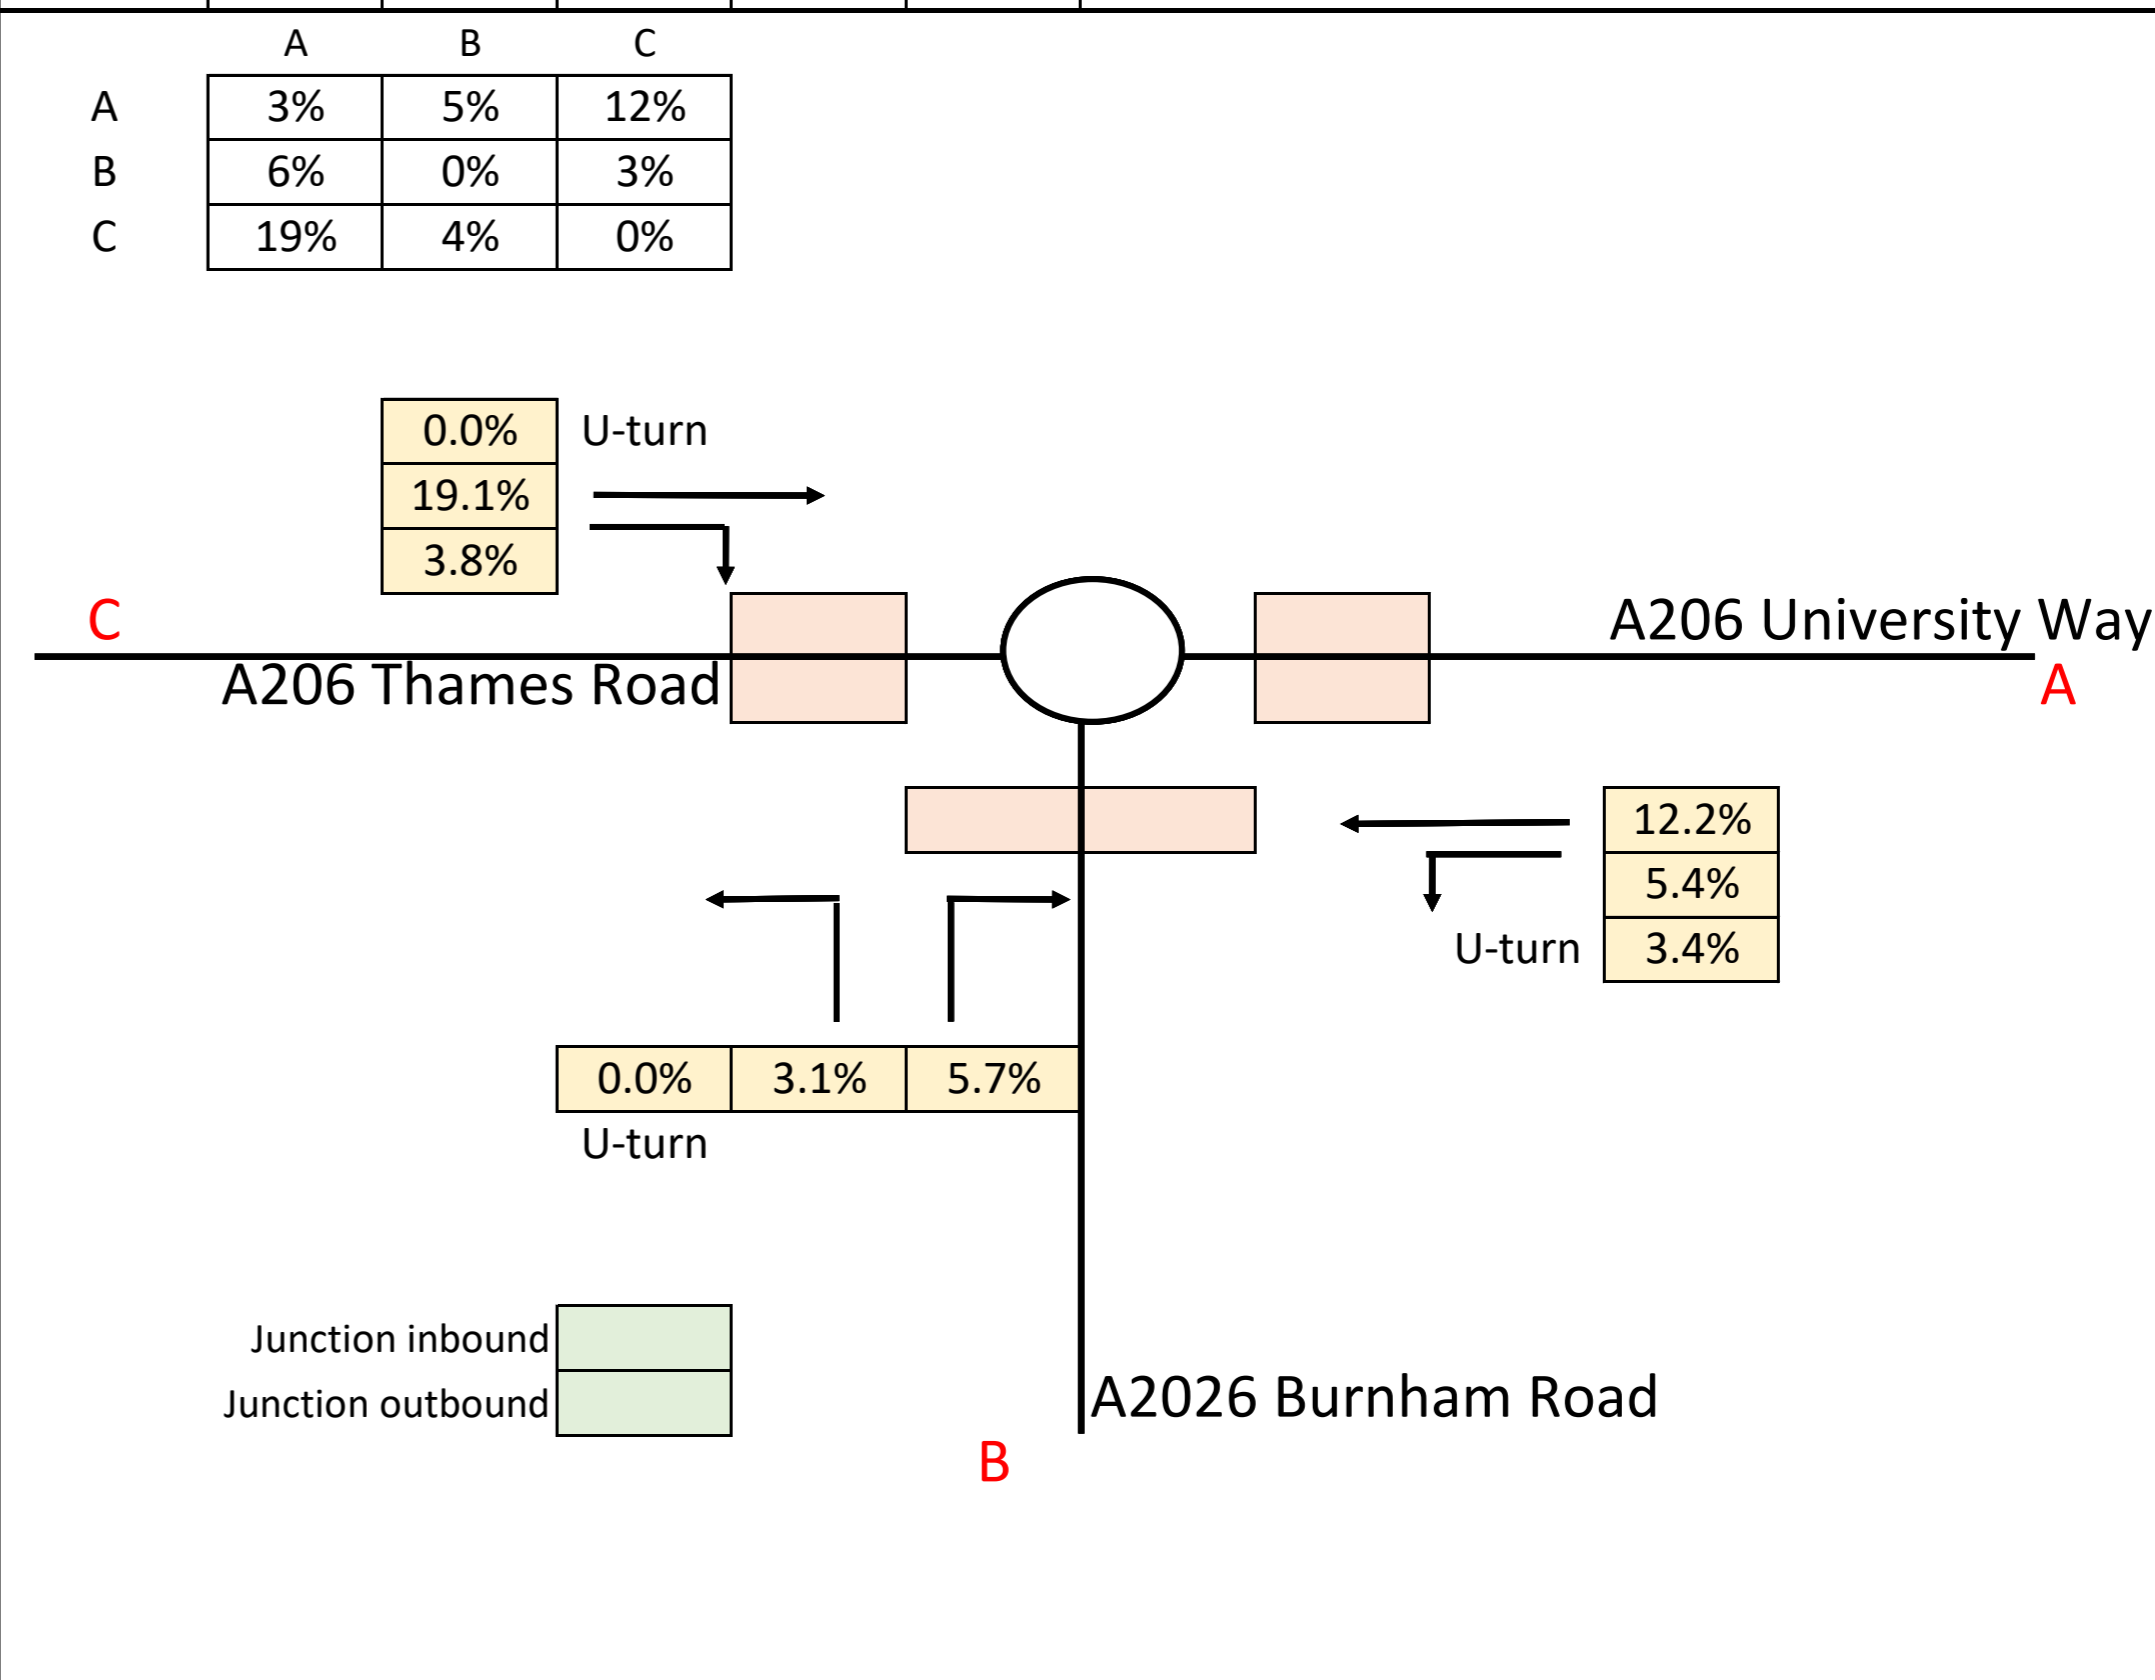 A B C
A 3% 5% 12%
B 6% 0% 3%
C 19% 4% 0%
0.0% U-turn
19.1%
3.8%
C
A206 University Way
A206 Thames Road
A
12.2%
5.4%
U-turn 3.4%
0.0% 3.1% 5.7%
U-turn
Junction inbound
Junction outbound
A2026 Burnham Road
B